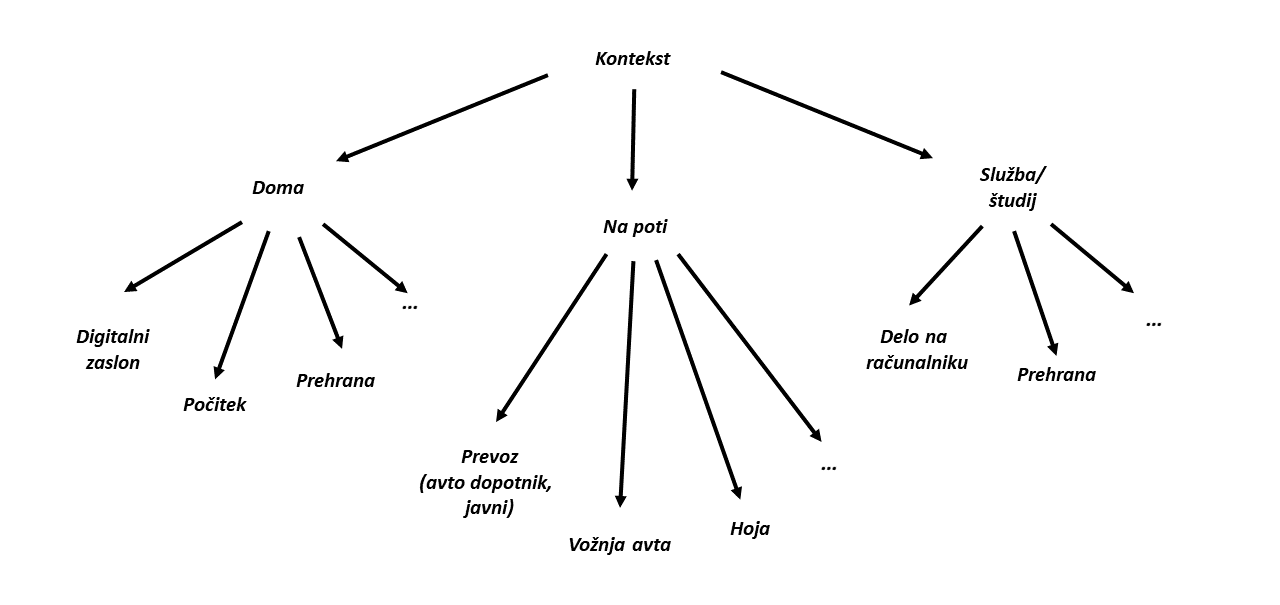 Kontekst
Doma
Na poti
Služba/
študij
Digitalni
zaslon
Počitek
Prehrana
...
Prevoz
(avto dopotnik,
javni)
Vožnja avta
Hoja
...
Delo na
računalniku
Prehrana
...